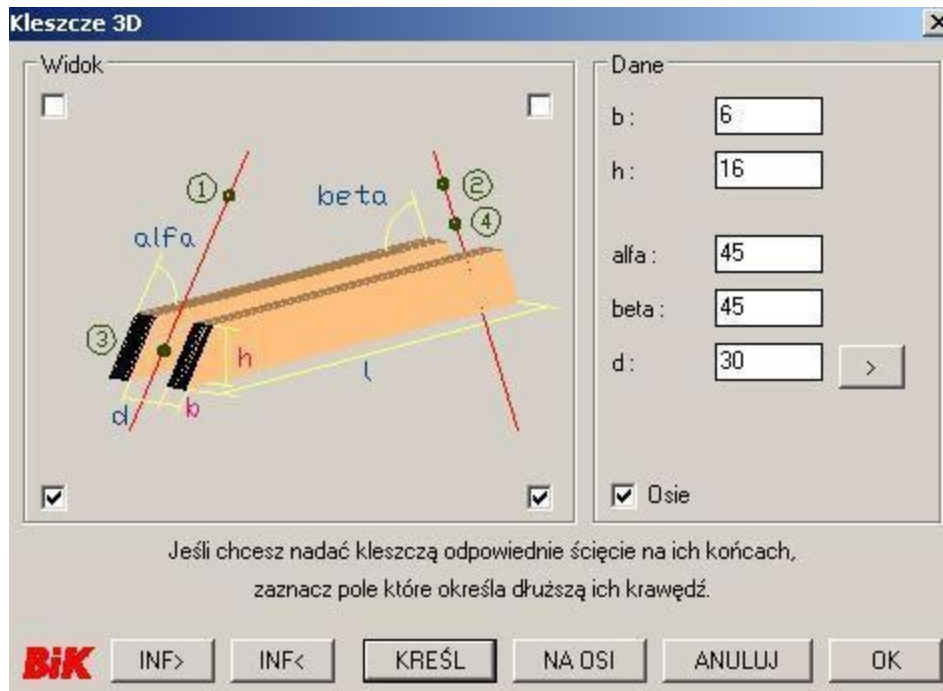 Kleszcze 3D
Widok
1
2
beta
4
alfa
3
h
l
d
b
Dane
b :
6
h :
16
alfa :
45
beta :
45
d :
30
>
Osie
Jeśli chcesz nadać kleszczą odpowiednie ścięcie na ich końcach,
zaznacz pole które określa dłuższą ich krawędź.
BiK
INF>
INF<
KREŚL
NA OSI
ANULUJ
OK